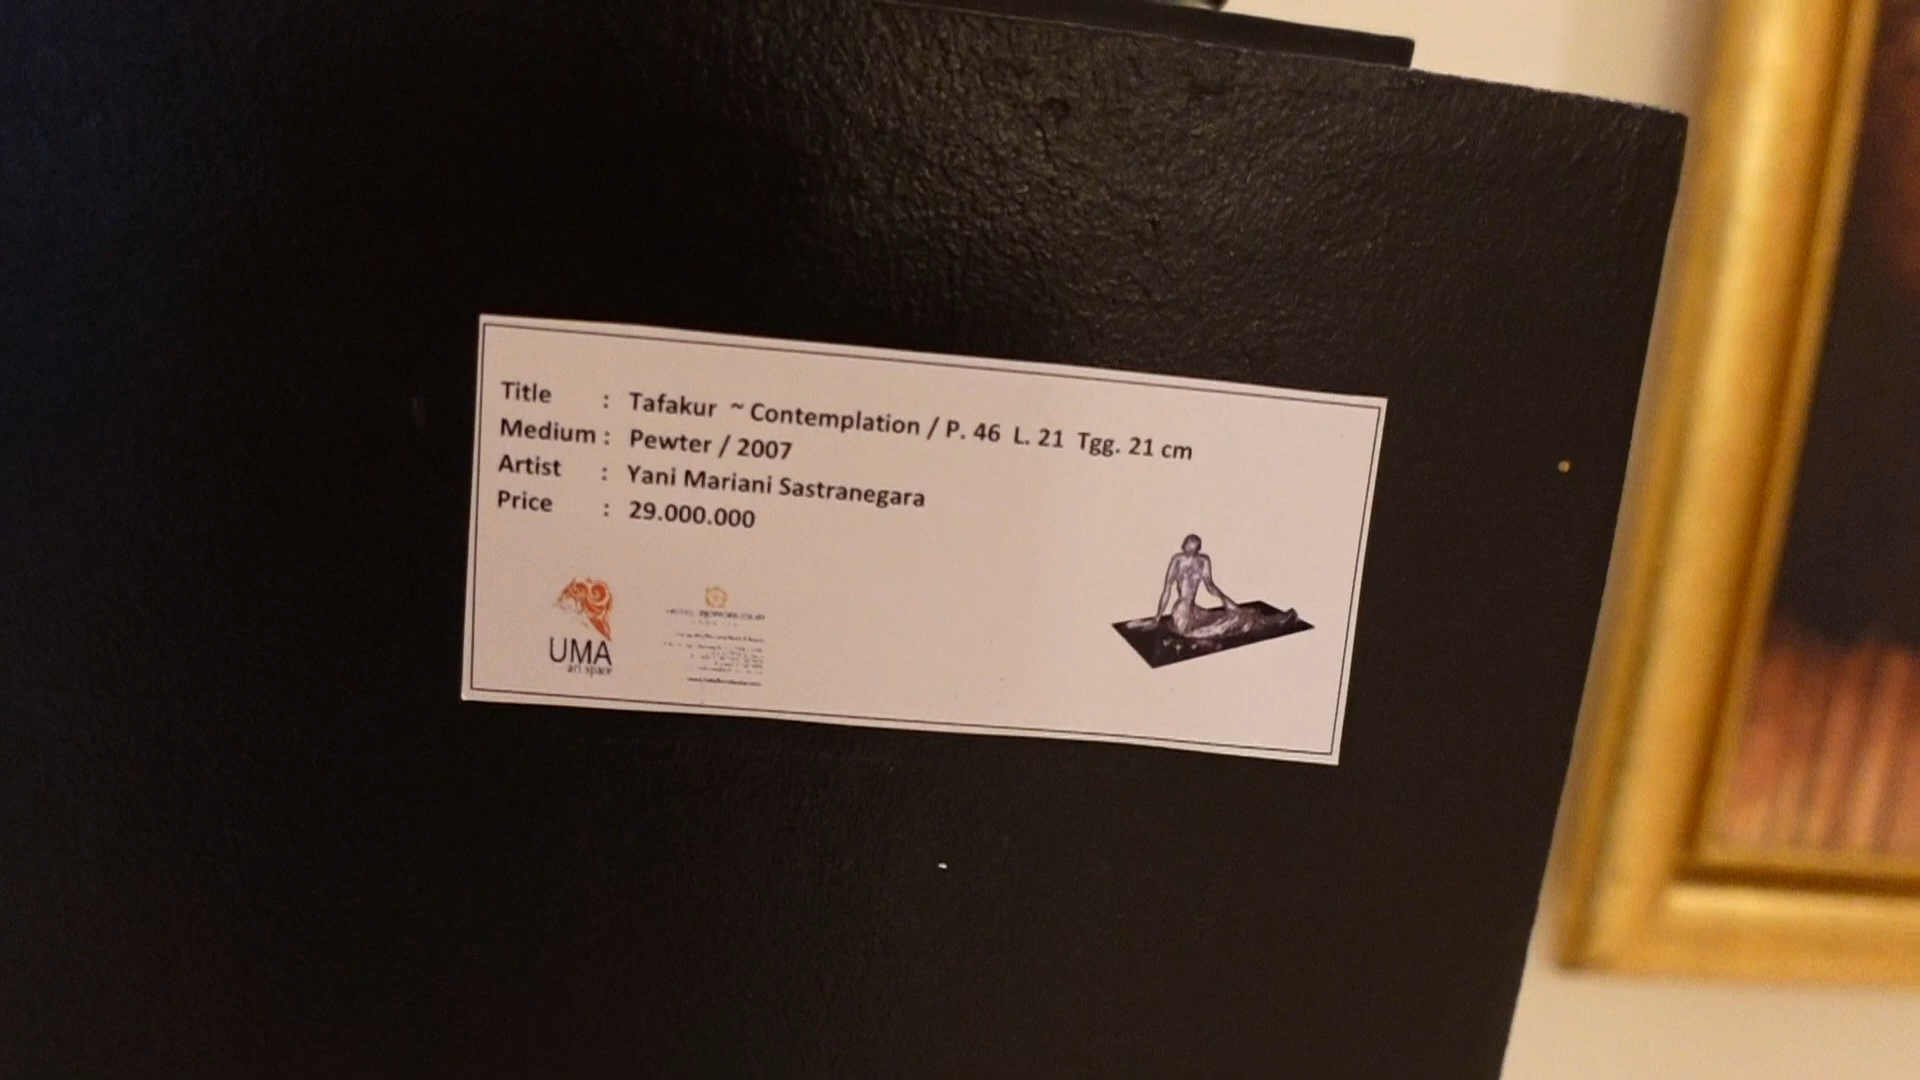 Title : Tafakur ~ Contemplation / P. 46 L. 21 Tgg. 21 cm
Medium : Pewter / 2007
Artist : Yani Mariani Sastranegara
Price : 29.000.000
UMA
art space